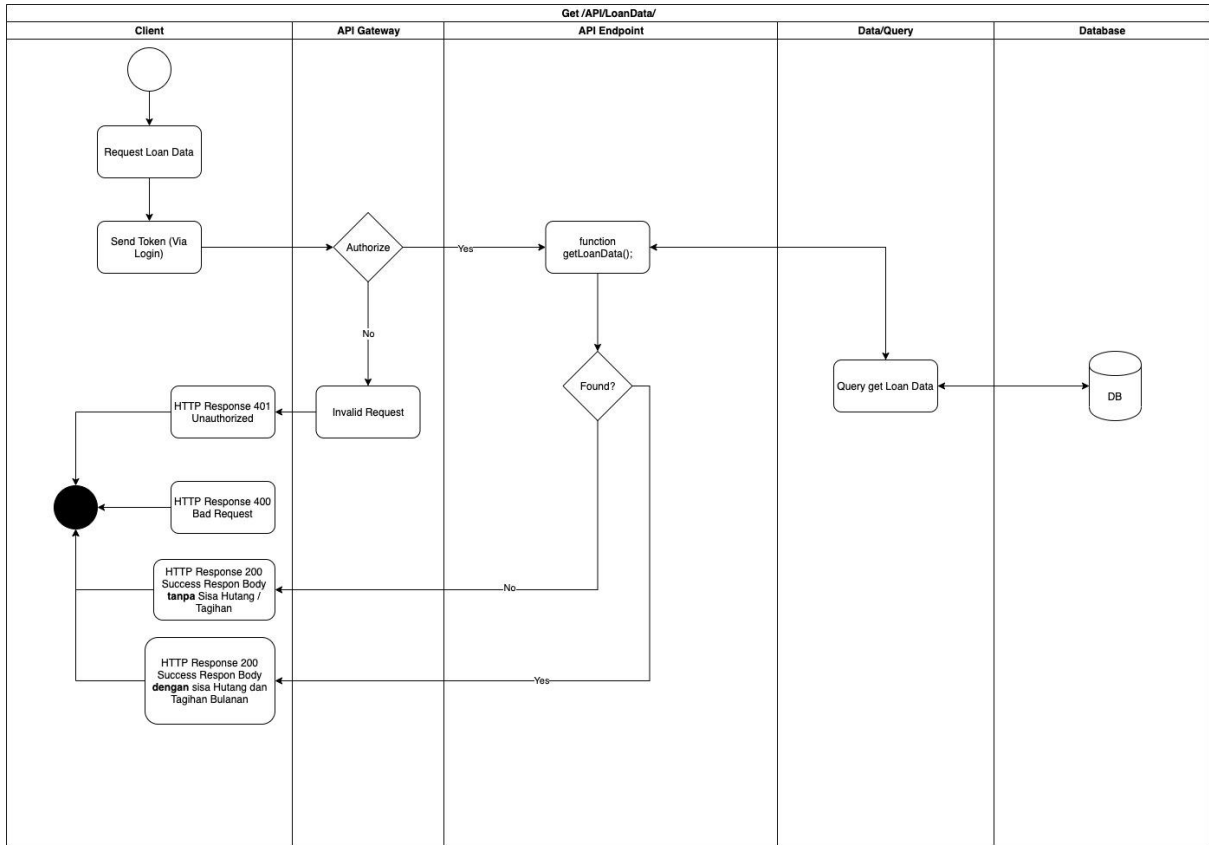 Get /API/LoanData/
Client
API Gateway
API Endpoint
Data/Query
Database
Request Loan Data
Send Token (Via
Login)
Authorize
Yes
function
getLoanData();
No
HTTP Response 401
Unauthorized
Invalid Request
Found?
Query get Loan Data
DB
HTTP Response 400
Bad Request
HTTP Response 200
Success Respon Body
tanpa Sisa Hutang /
Tagihan
No
HTTP Response 200
Success Respon Body
dengan sisa Hutang dan
Tagihan Bulanan
Yes